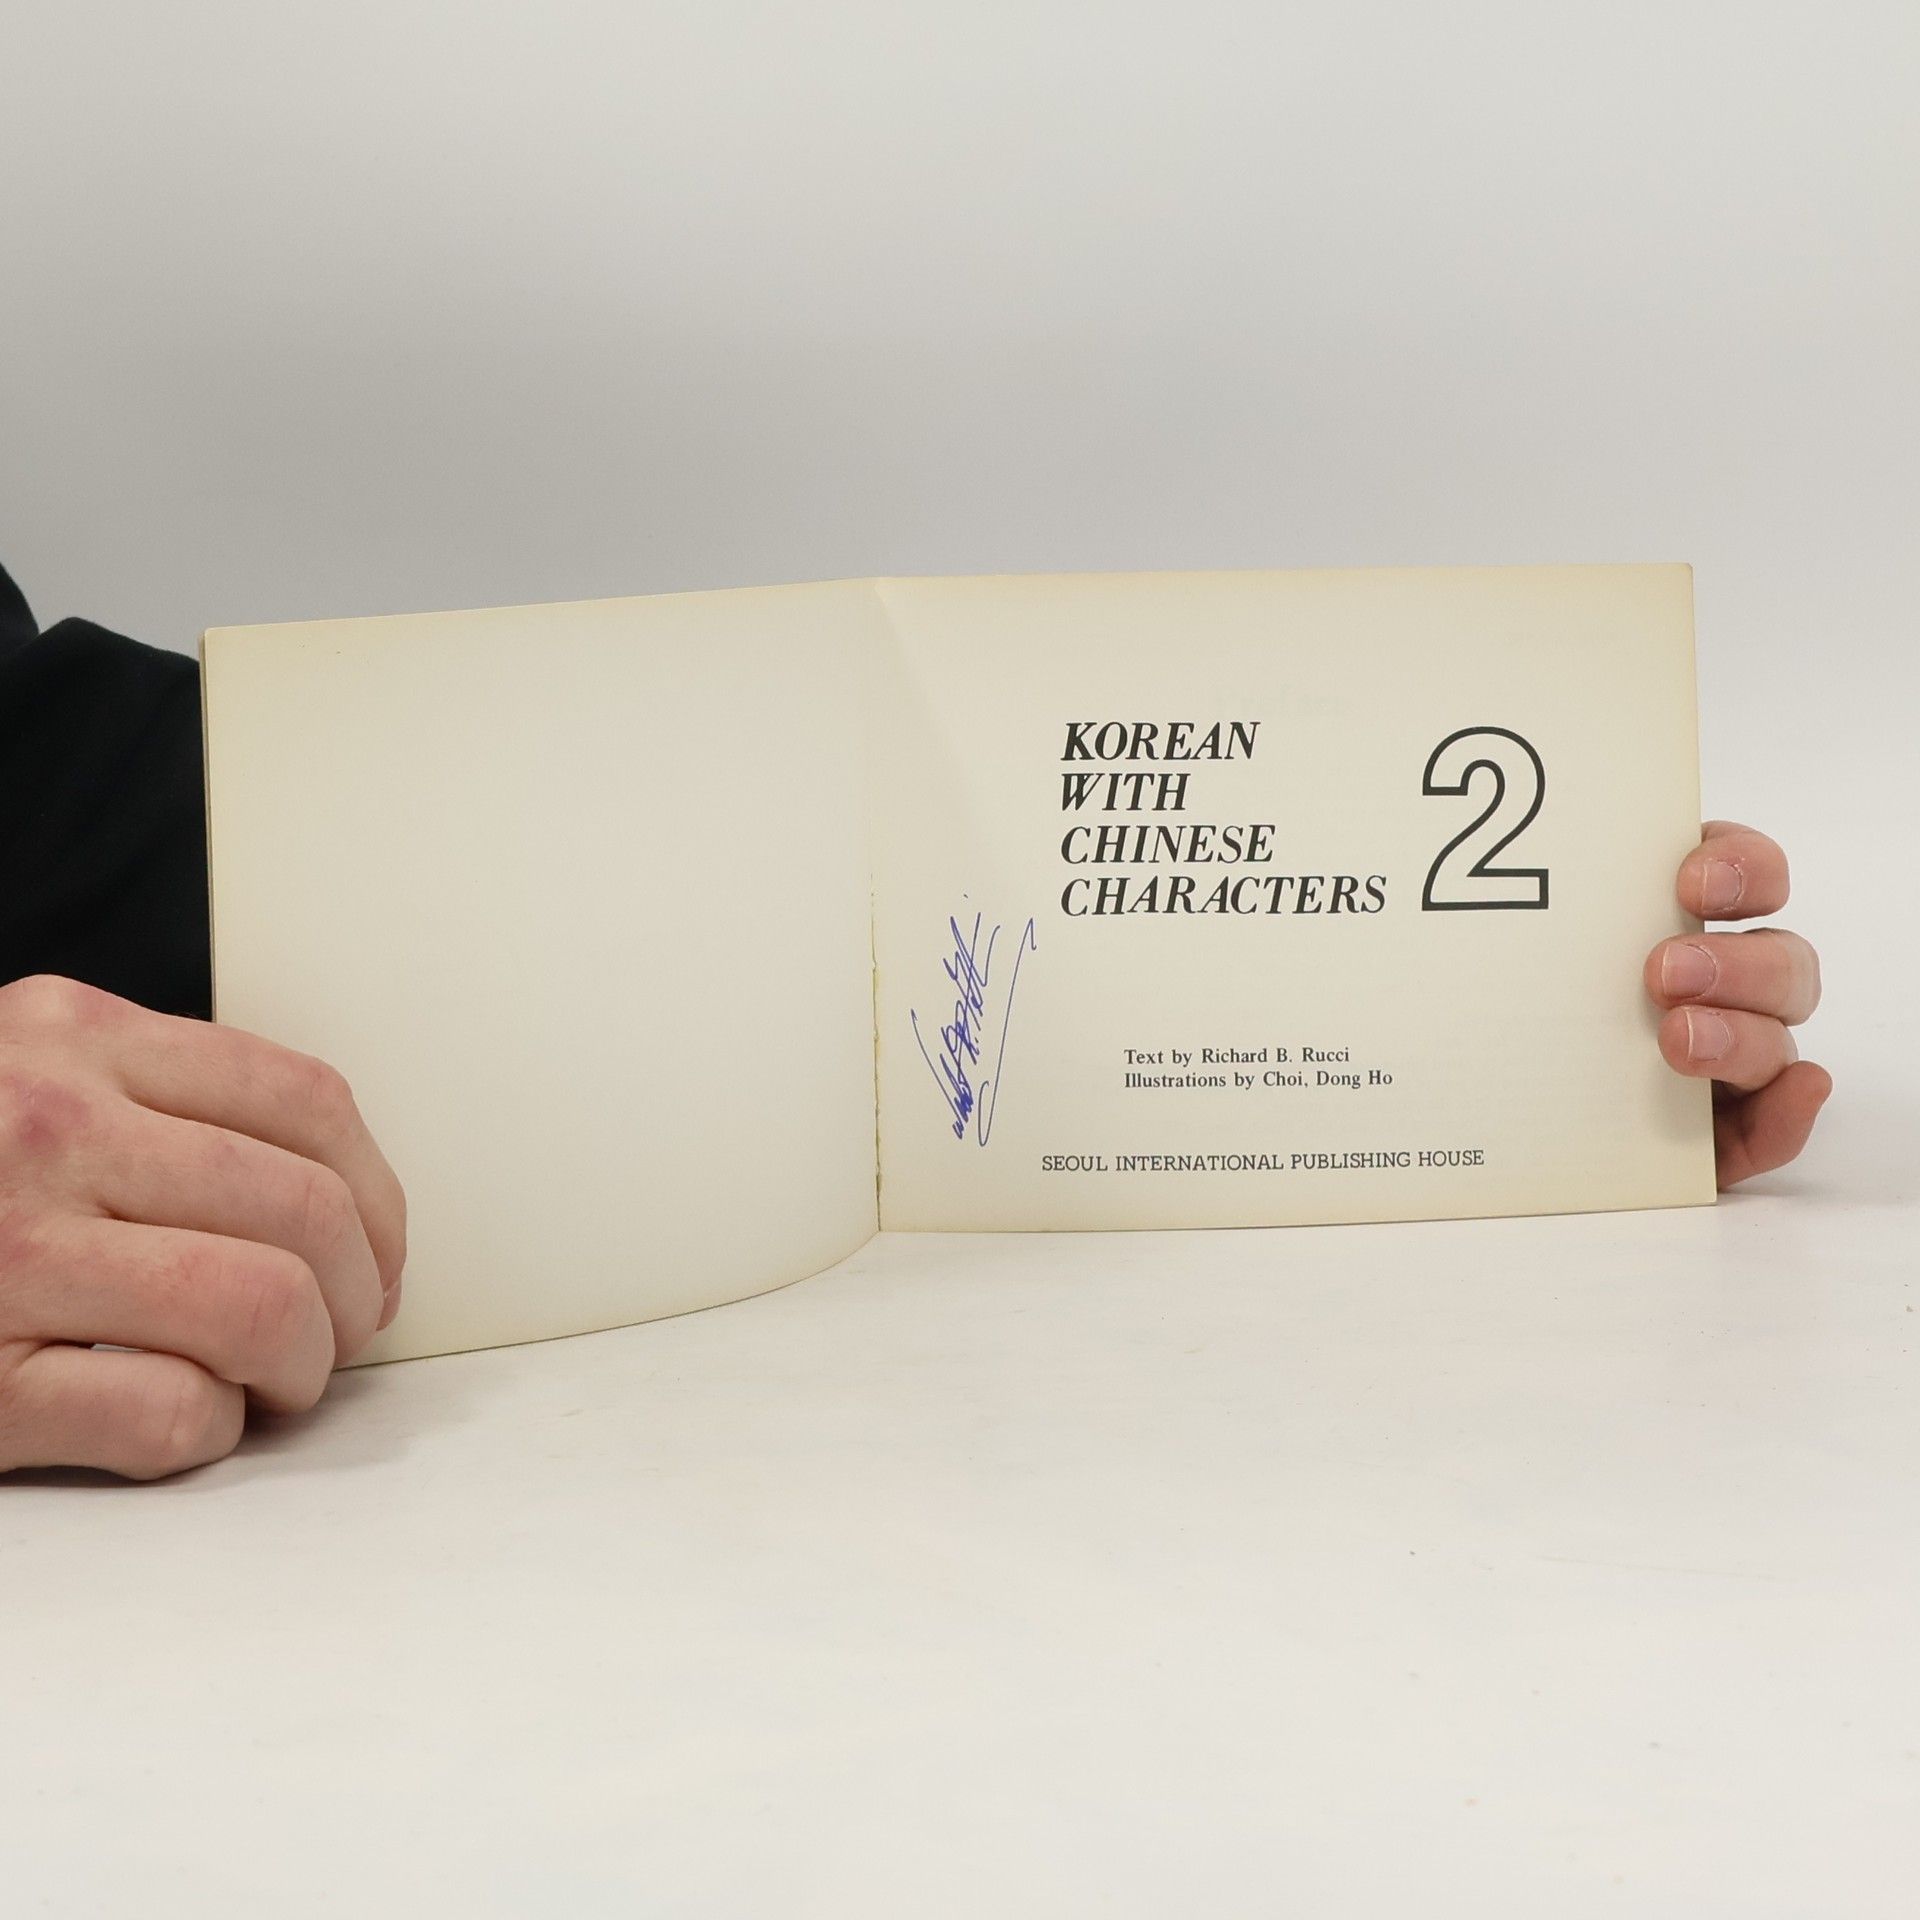 KOREAN
WITH
CHINESE
CHARACTERS
2
Text by Richard B. Rucci
Illustrations by Choi, Dong Ho
SEOUL INTERNATIONAL PUBLISHING HOUSE